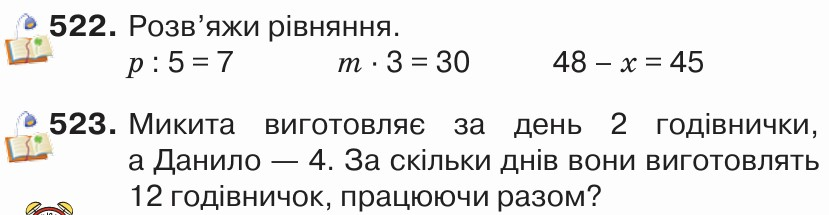 522. Розв’яжи рівняння.
p : 5 = 7 m · 3 = 30 48 – x = 45
523. Микита виготовляє за день 2 годівнички,
а Данило — 4. За скільки днів вони виготовлять
12 годівничок, працюючи разом?